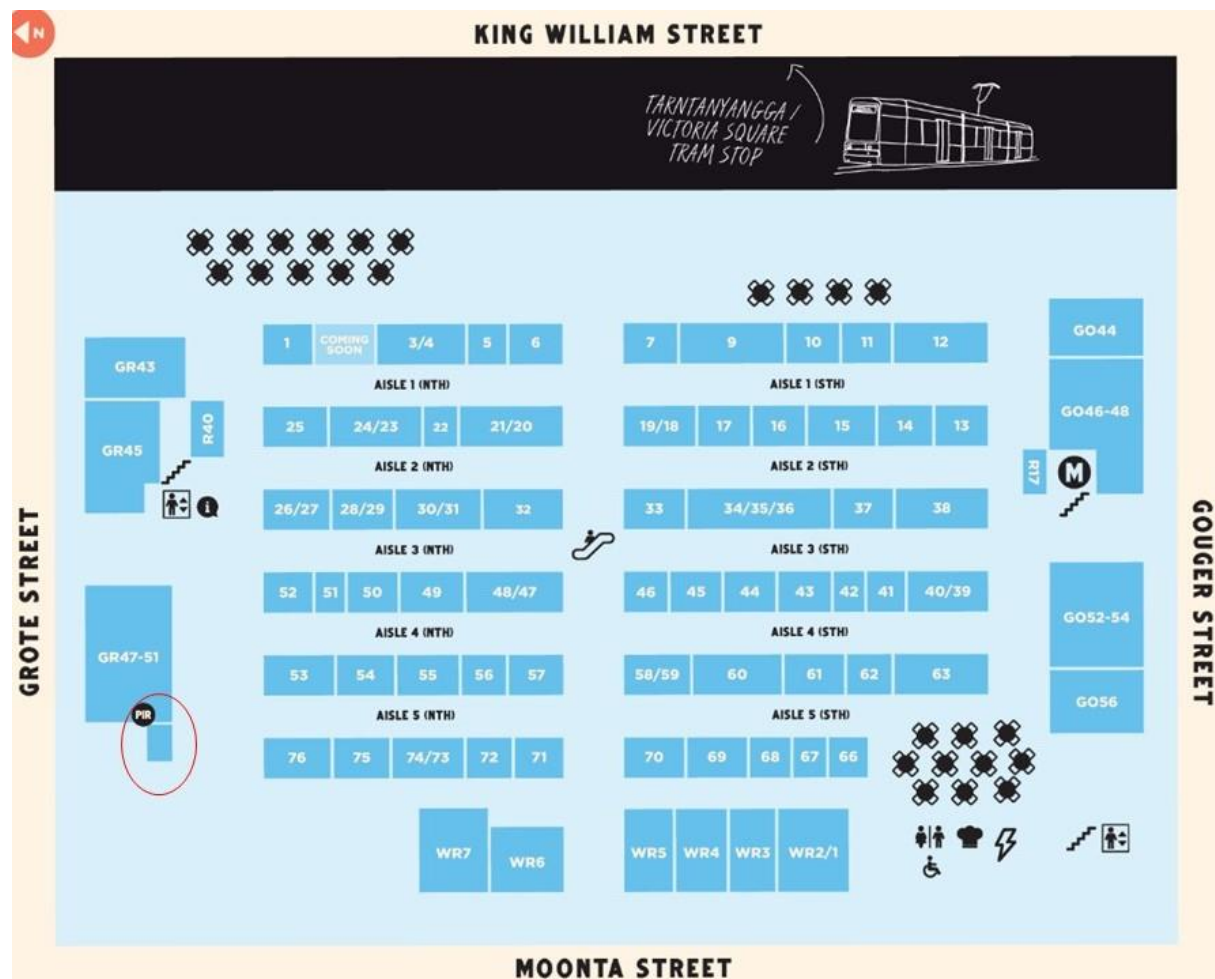 N
KING WILLIAM STREET
TARNTANYANGGA /
VICTORIA SQUARE
TRAM STOP
GROTE STREET
GOUGER STREET
GR43
R40
GR45
1
COMING
SOON
3/4
5
6
7
9
10
11
12
GO44
AISLE 1 (NTH)
AISLE 1 (STH)
GO46-48
25
24/23
22
21/20
19/18
17
16
15
14
13
AISLE 2 (NTH)
AISLE 2 (STH)
R17
M
i
26/27
28/29
30/31
32
33
34/35/36
37
38
AISLE 3 (NTH)
AISLE 3 (STH)
52
51
50
49
48/47
46
45
44
43
42
41
40/39
GO52-54
AISLE 4 (NTH)
AISLE 4 (STH)
GR47-51
53
54
55
56
57
58/59
60
61
62
63
GO56
PIR
AISLE 5 (NTH)
AISLE 5 (STH)
76
75
74/73
72
71
70
69
68
67
66
WR7
WR6
WR5
WR4
WR3
WR2/1
MOONTA STREET